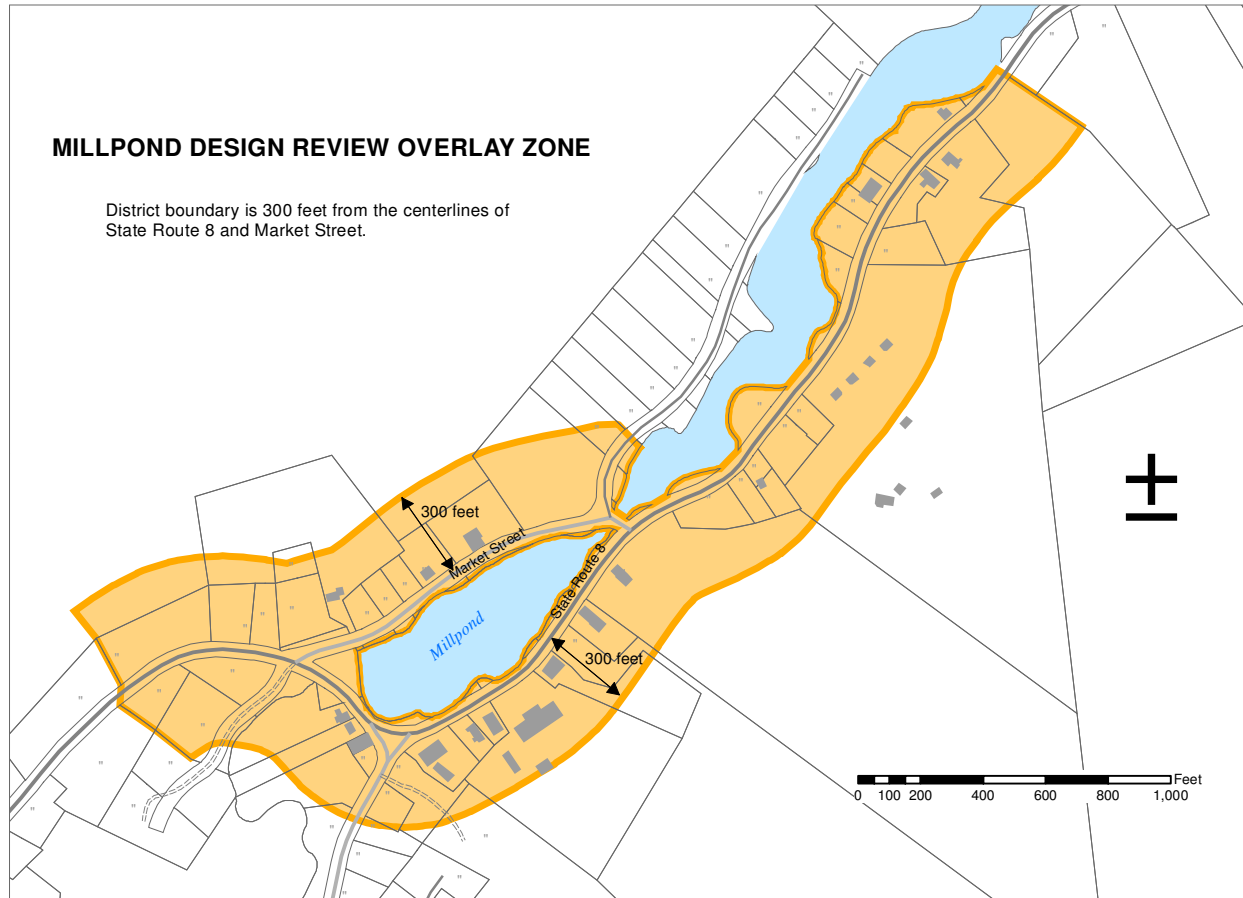 MILLPOND DESIGN REVIEW OVERLAY ZONE
District boundary is 300 feet from the centerlines of
State Route 8 and Market Street.
300 feet
Market Street
State Route 8
Millpond
300 feet
Feet
0 100 200 400 600 800 1,000